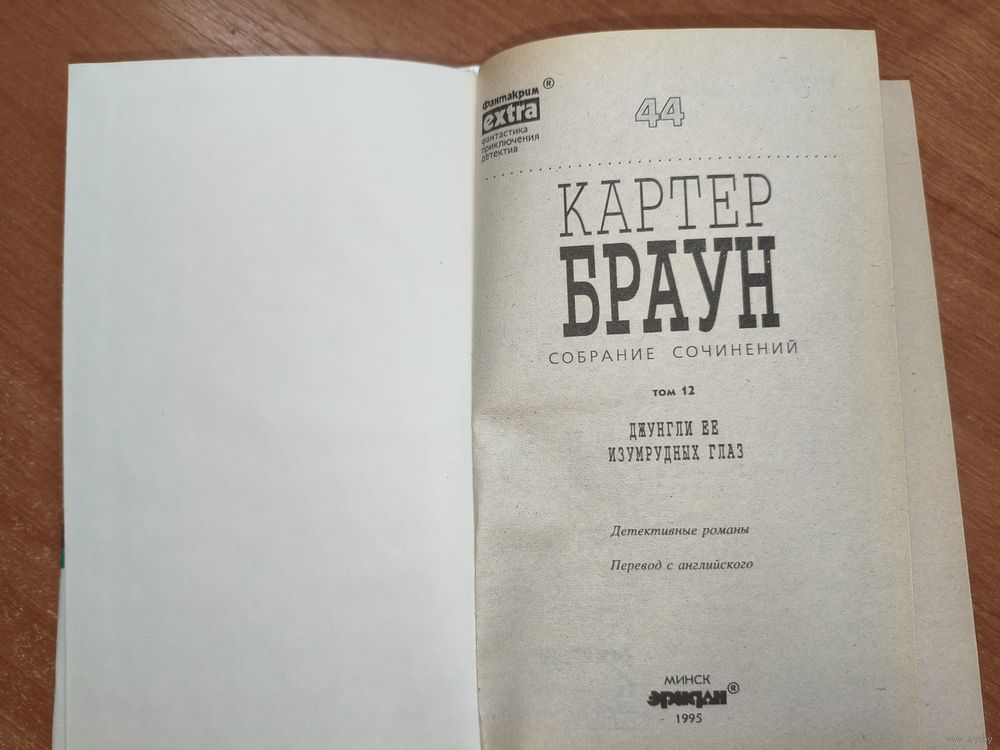 Фантакрим
extra
®
фантастика
приключения
детектив
44
КАРТЕР
БРАУН
СОБРАНИЕ СОЧИНЕНИЙ
ТОМ 12
ДЖУНГЛИ ЕЕ
ИЗУМРУДНЫХ ГЛАЗ
Детективные романы
Перевод с английского
МИНСК
эридан®
1995